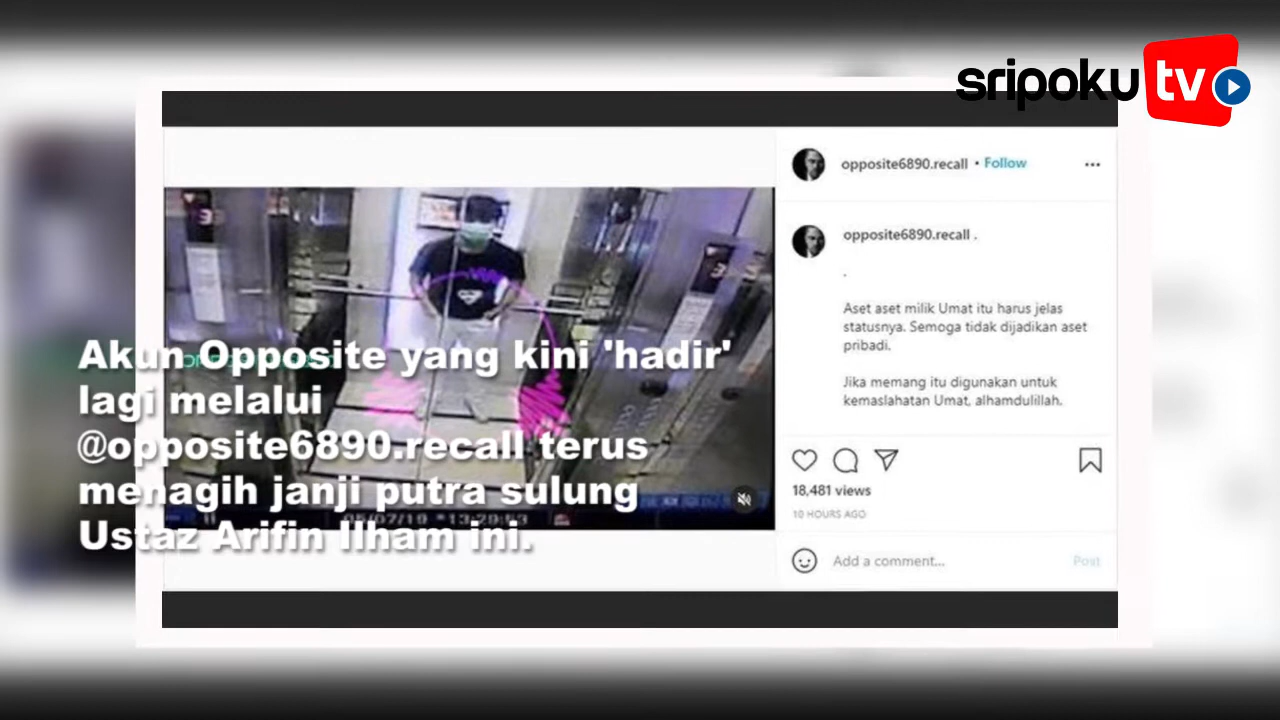 sripoku tv
opposite6890.recall • Follow
opposite6890.recall .
.
Aset aset milik Umat itu harus jelas
statusnya. Semoga tidak dijadikan aset
pribadi.
Jika memang itu digunakan untuk
kemaslahatan Umat, alhamdulillah.
18,481 views
10 HOURS AGO
Add a comment...
Post
Akun Opposite yang kini 'hadir'
lagi melalui
@opposite6890.recall terus
menagih janji putra sulung
Ustaz Arifin Ilham ini.